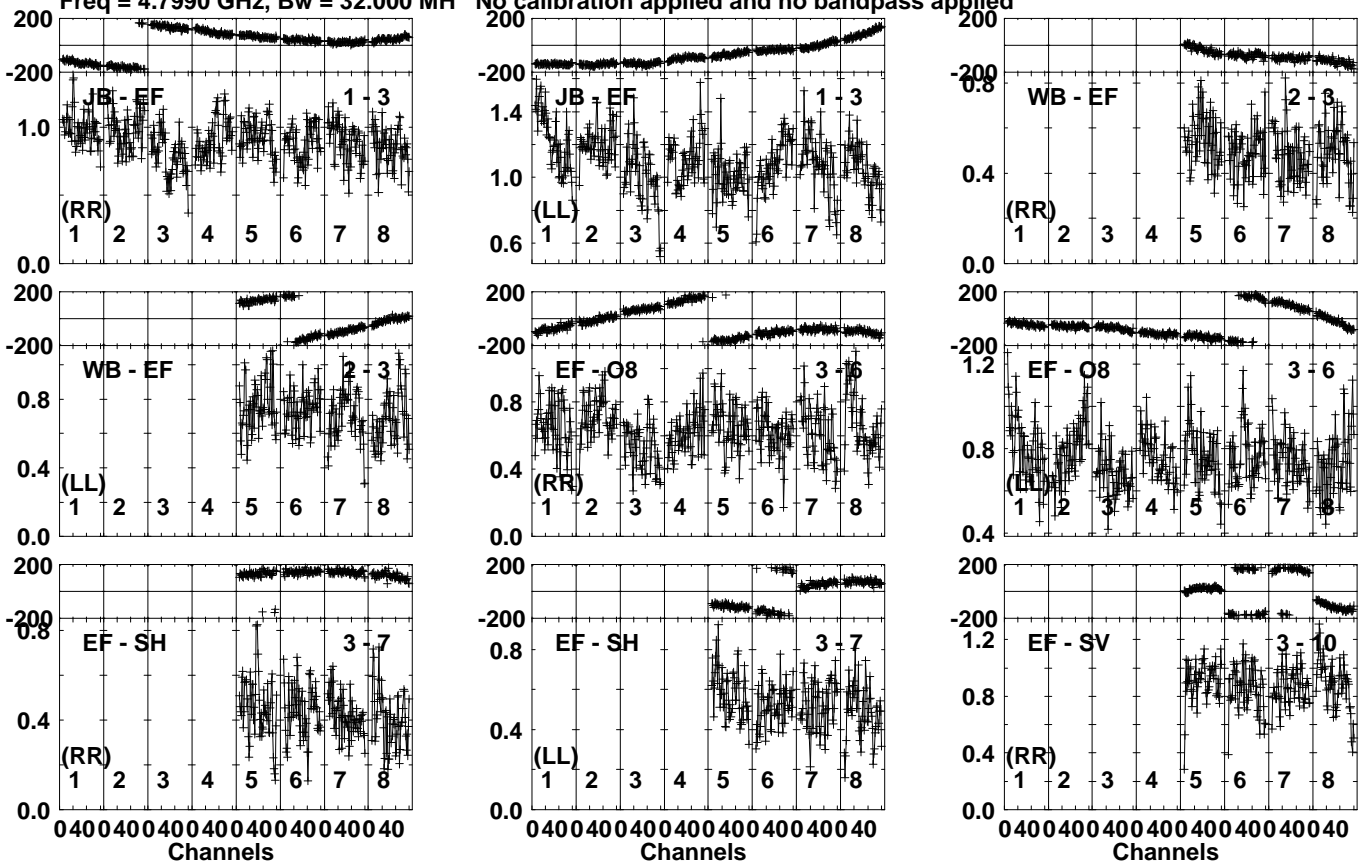 Freq = 4.7990 GHz, Bw = 32.000 MH No calibration applied and no bandpass applied
200 200 200
-200 -200 -200
JB - EF 1 - 3 JB - EF 1 - 3 WB - EF 2 - 3
1.0 1.4 0.8
1.0 0.4
(RR) (LL) (RR)
1 2 3 4 5 6 7 8 1 2 3 4 5 6 7 8 1 2 3 4 5 6 7 8
0.0 0.6 0.0
200 200 200
-200 -200 -200
WB - EF 2 - 3 EF - O8 3 - 6 EF - O8 3 - 6
1.2
0.8 0.8 1.0
0.4 0.4 0.8
0.6
(LL) (RR) (LL)
1 2 3 4 5 6 7 8 1 2 3 4 5 6 7 8 1 2 3 4 5 6 7 8
0.0 0.0 0.4
200 200 200
-200 -200 -200
0.8
EF - SH 3 - 7 EF - SH 3 - 7 EF - SV 3 - 10
0.8 1.2
0.4 0.4 0.8
0.4
(RR) (LL) (RR)
1 2 3 4 5 6 7 8 1 2 3 4 5 6 7 8 1 2 3 4 5 6 7 8
0.0 0.0 0.0
0 40 0 40 0 40 0 40 0 40 0 40 0 40 0 40 0 40 0 40 0 40 0 40 0 40 0 40 0 40 0 40 0 40 0 40 0 40 0 40 0 40 0 40 0 40 0 40
Channels Channels Channels